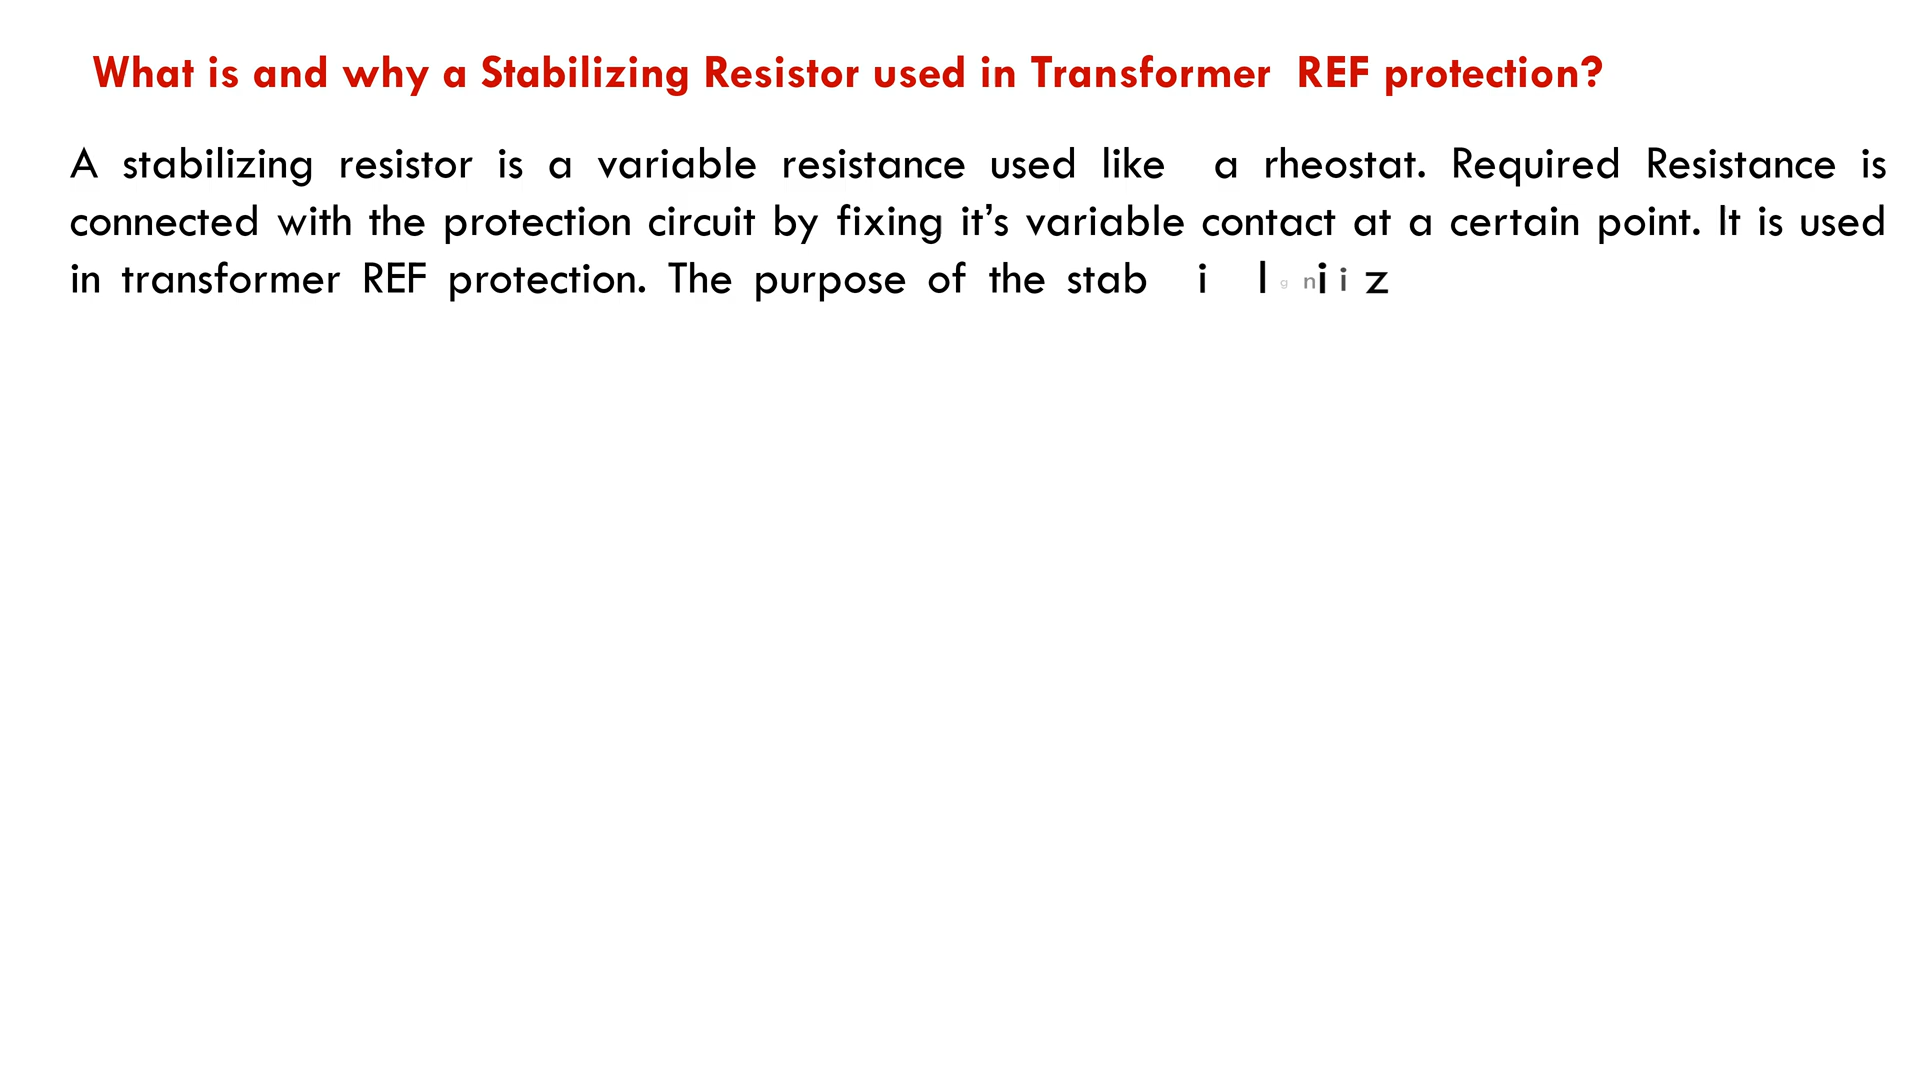 What is and why a Stabilizing Resistor used in Transformer REF protection?
A stabilizing resistor is a variable resistance used like a rheostat. Required Resistance is
connected with the protection circuit by fixing it’s variable contact at a certain point. It is used
in transformer REF protection. The purpose of the stab i l g n i i z